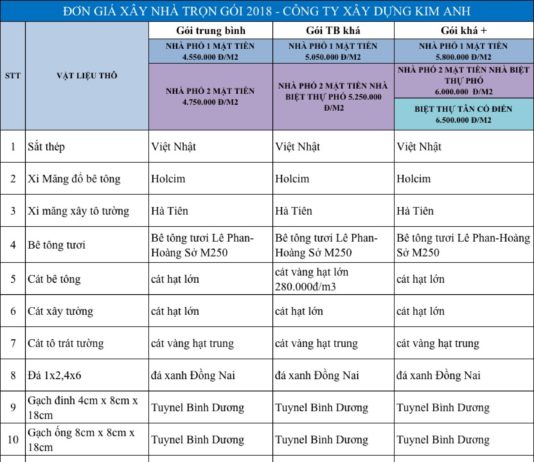 ĐƠN GIÁ XÂY NHÀ TRỌN GÓI 2018 - CÔNG TY XÂY DỰNG KIM ANH
STT
VẬT LIỆU THÔ
Gói trung bình
Gói TB khá
Gói khá +
NHÀ PHỐ 1 MẶT TIỀN
4.550.000 Đ/M2
NHÀ PHỐ 1 MẶT TIỀN
5.050.000 Đ/M2
NHÀ PHỐ 1 MẶT TIỀN
5.800.000 Đ/M2
NHÀ PHỐ 2 MẶT TIỀN
4.750.000 Đ/M2
NHÀ PHỐ 2 MẶT TIỀN NHÀ
BIỆT THỰ PHỐ 5.250.000
Đ/M2
NHÀ PHỐ 2 MẶT TIỀN NHÀ BIỆT
THỰ PHỐ
6.000.000 Đ/M2
BIỆT THỰ TÂN CỔ ĐIỂN
6.500.000 Đ/M2
1 Sắt thép Việt Nhật Việt Nhật Việt Nhật
2 Xi Măng đổ bê tông Holcim Holcim Holcim
3 Xi măng xây tô tường Hà Tiên Hà Tiên Hà Tiên
4 Bê tông tươi
Bê tông tươi Lê Phan-
Hoàng Sở M250
Bê tông tươi Lê Phan-
Hoàng Sở M250
Bê tông tươi Lê Phan-Hoàng
Sở M250
5 Cát bê tông cát hạt lớn
cát vàng hạt lớn
280.000đ/m3
cát hạt lớn
6 Cát xây tường cát hạt lớn cát hạt lớn cát hạt lớn
7 Cát tô trát tường cát vàng hạt trung cát vàng hạt trung cát vàng hạt trung
8 Đá 1x2,4x6 đá xanh Đồng Nai đá xanh Đồng Nai đá xanh Đồng Nai
9 Gạch đinh 4cm x 8cm x
18cm
Tuynel Bình Dương Tuynel Bình Dương Tuynel Bình Dương
10 Gạch ống 8cm x 8cm x
18cm
Tuynel Bình Dương Tuynel Bình Dương Tuynel Bình Dương